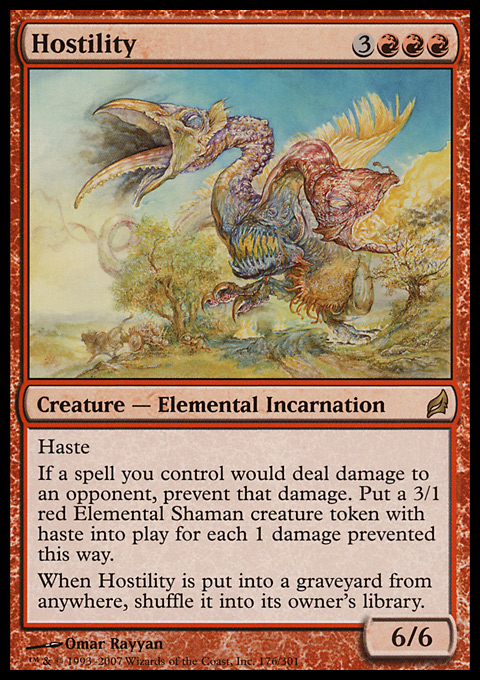 Hostility 3
Creature — Elemental Incarnation
Haste
If a spell you control would deal damage to
an opponent, prevent that damage. Put a 3/1
red Elemental Shaman creature token with
haste into play for each 1 damage prevented
this way.
When Hostility is put into a graveyard from
anywhere, shuffle it into its owner's library.
Omar Rayyan
™ & © 1993–2007 Wizards of the Coast, Inc. 176/301
6/6